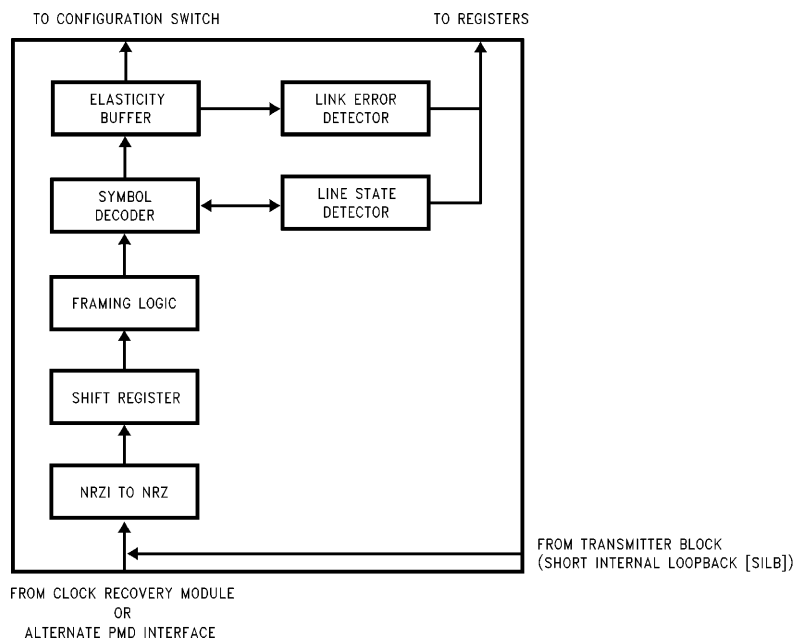 TO CONFIGURATION SWITCH
TO REGISTERS
ELASTICITY
BUFFER
LINK ERROR
DETECTOR
SYMBOL
DECODER
LINE STATE
DETECTOR
FRAMING LOGIC
SHIFT REGISTER
NRZI TO NRZ
FROM TRANSMITTER BLOCK
(SHORT INTERNAL LOOPBACK [SILB])
FROM CLOCK RECOVERY MODULE
OR
ALTERNATE PMD INTERFACE